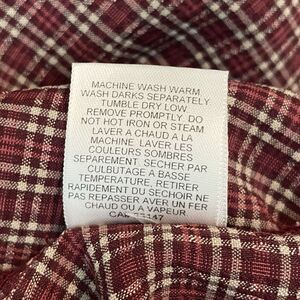 MACHINE WASH WARM
WASH DARKS SEPARATELY
TUMBLE DRY LOW
REMOVE PROMPTLY. DO
NOT HOT IRON OR STEAM
LAVER A CHAUD A LA
MACHINE. LAVER LES
COULEURS SOMBRES
SEPAREMENT. SECHER PAR
CULBUTAGE A BASSE
TEMPERATURE. RETIRER
RAPIDEMENT DU SECHOIR NE
PAS REPASSER AVER UN FER
CHAUD OU A VAPEUR